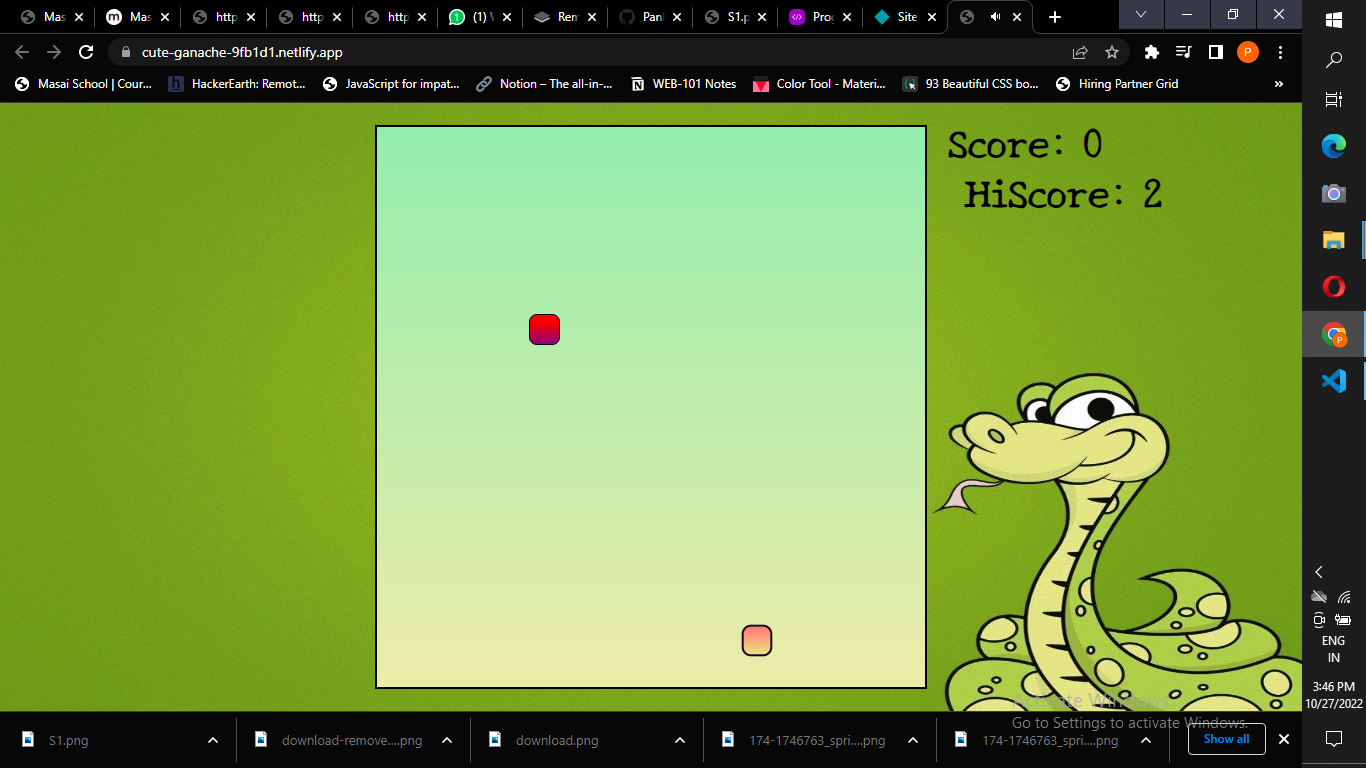 Mas
Mas
http
http
http
(1)
Rem
Panl
S1.p
Prog
Site
cute-ganache-9fb1d1.netlify.app
P
Masai School | Cour...
HackerEarth: Remot...
JavaScript for impat...
Notion – The all-in-...
WEB-101 Notes
Color Tool - Materi...
93 Beautiful CSS bo...
Hiring Partner Grid
»
Score: 0
HiScore: 2
ENG
IN
3:46 PM
10/27/2022
Activate Windows
Go to Settings to activate Windows.
S1.png
download-remove....png
download.png
174-1746763_spri....png
174-1746763_spri....png
Show all